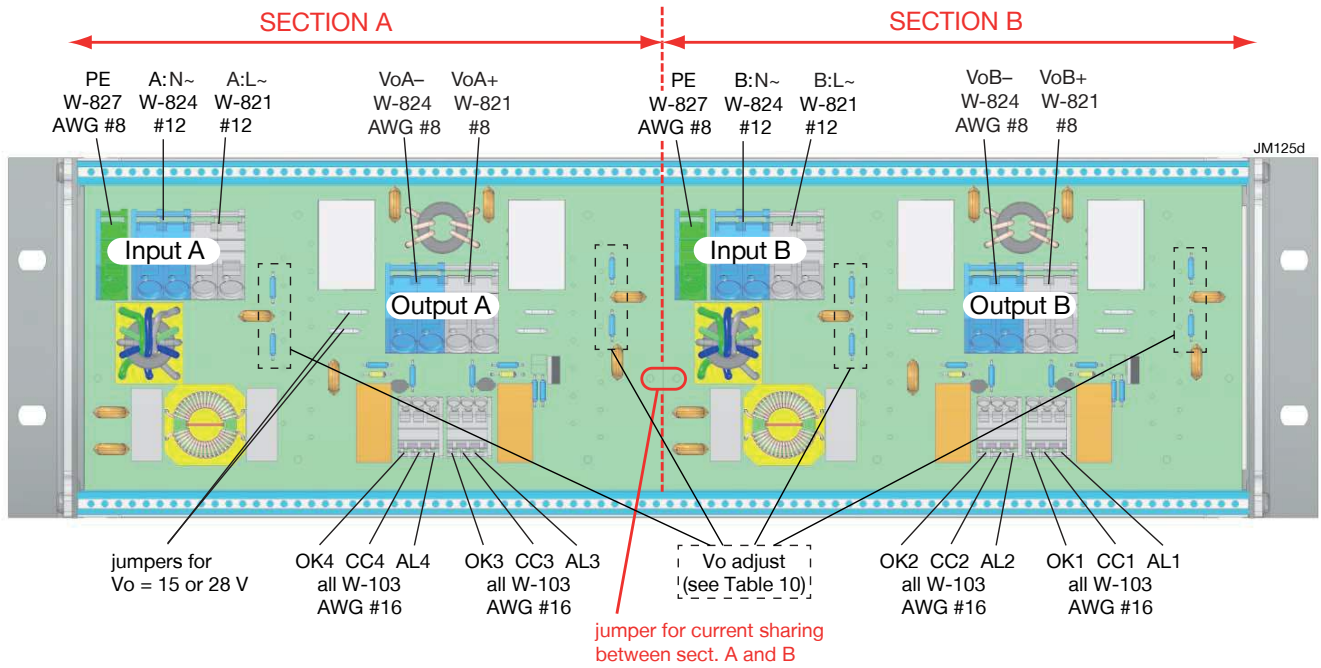 SECTION A
SECTION B
PE
W-827
AWG #8
A:N~
W-824
#12
A:L~
W-821
#12
VoA–
W-824
AWG #8
VoA+
W-821
#8
PE
W-827
AWG #8
B:N~
W-824
#12
B:L~
W-821
#12
VoB–
W-824
AWG #8
VoB+
W-821
#8
JM125d
Input A
Output A
Input B
Output B
jumpers for
Vo = 15 or 28 V
OK4 CC4 AL4
all W-103
AWG #16
OK3 CC3 AL3
all W-103
AWG #16
Vo adjust
(see Table 10)
OK2 CC2 AL2
all W-103
AWG #16
OK1 CC1 AL1
all W-103
AWG #16
jumper for current sharing
between sect. A and B